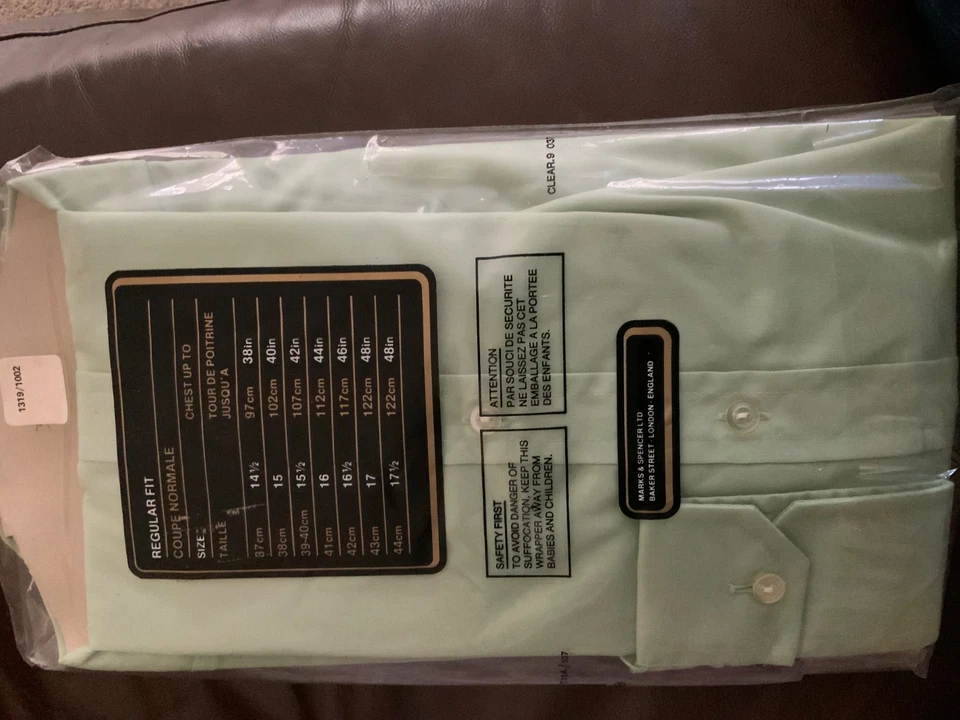 1319/1002
REGULAR FIT
COUPE NORMALE
SIZE: CHEST UP TO
TAILLE TOUR DE POITRINE
JUSQU'A
37cm 14½ 97cm 38in
38cm 15 102cm 40in
39-40cm 15½ 107cm 42in
41cm 16 112cm 44in
42cm 16½ 117cm 46in
43cm 17 122cm 48in
44cm 17½ 122cm 48in
SAFETY FIRST
TO AVOID DANGER OF
SUFFOCATION, KEEP THIS
WRAPPER AWAY FROM
BABIES AND CHILDREN.
ATTENTION
PAR SOUCI DE SECURITE
NE LAISSEZ PAS CET
EMBALLAGE A LA PORTEE
DES ENFANTS.
CLEAR.9 03
MARKS & SPENCER LTD
BAKER STREET · LONDON · ENGLAND